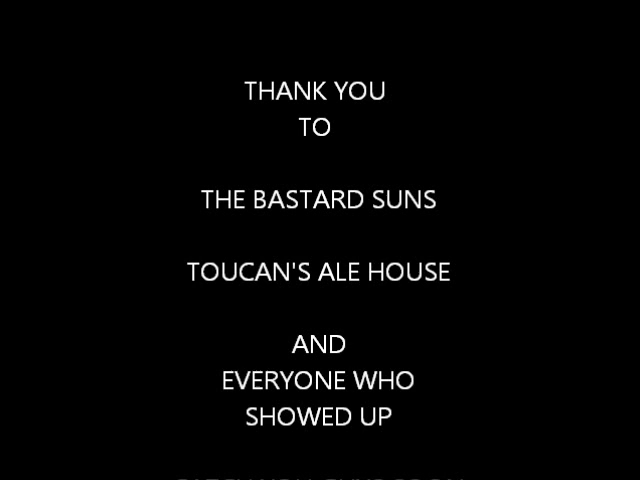 THANK YOU
TO
THE BASTARD SUNS
TOUCAN'S ALE HOUSE
AND
EVERYONE WHO
SHOWED UP